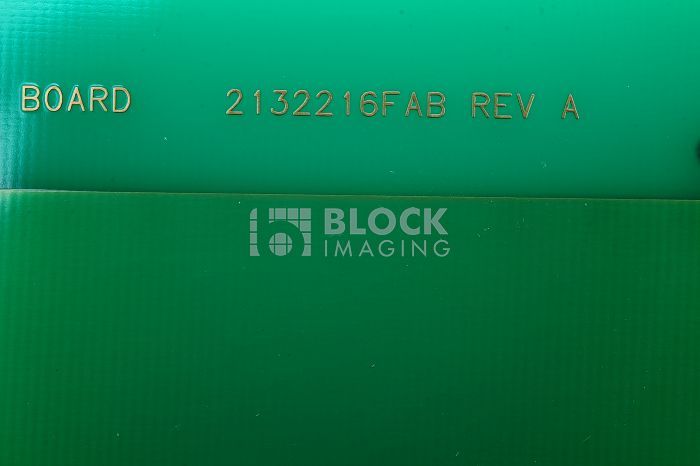 BOARD 2132216FAB REV A
BLOCK
IMAGING